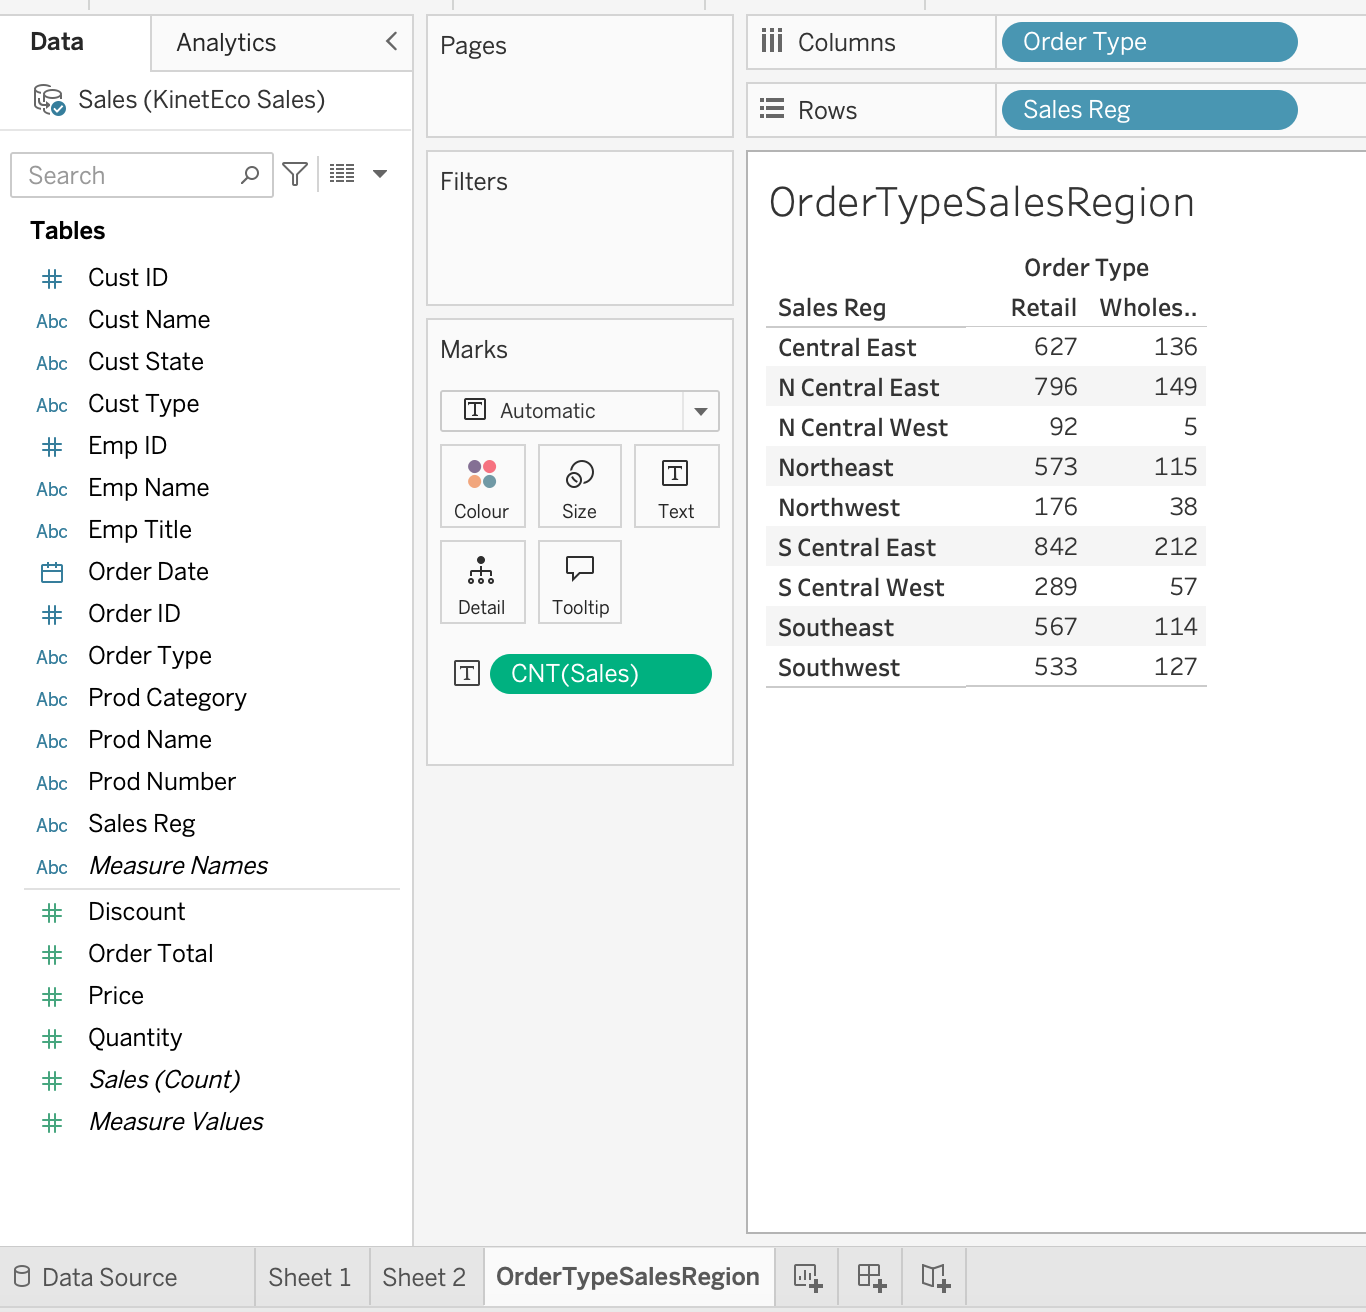 Data
Analytics
Sales (KinetEco Sales)
Search
Tables
Cust ID
Abc Cust Name
Abc Cust State
Abc Cust Type
Emp ID
Abc Emp Name
Abc Emp Title
Order Date
Order ID
Abc Order Type
Abc Prod Category
Abc Prod Name
Abc Prod Number
Abc Sales Reg
Abc Measure Names
Discount
Order Total
Price
Quantity
Sales (Count)
Measure Values
Pages
Filters
Marks
T Automatic
Colour Size Text
Detail Tooltip
T CNT(Sales)
Columns Order Type
Rows Sales Reg
OrderTypeSalesRegion
Order Type
Sales Reg Retail Wholes..
Central East 627 136
N Central East 796 149
N Central West 92 5
Northeast 573 115
Northwest 176 38
S Central East 842 212
S Central West 289 57
Southeast 567 114
Southwest 533 127
Data Source Sheet 1 Sheet 2 OrderTypeSalesRegion